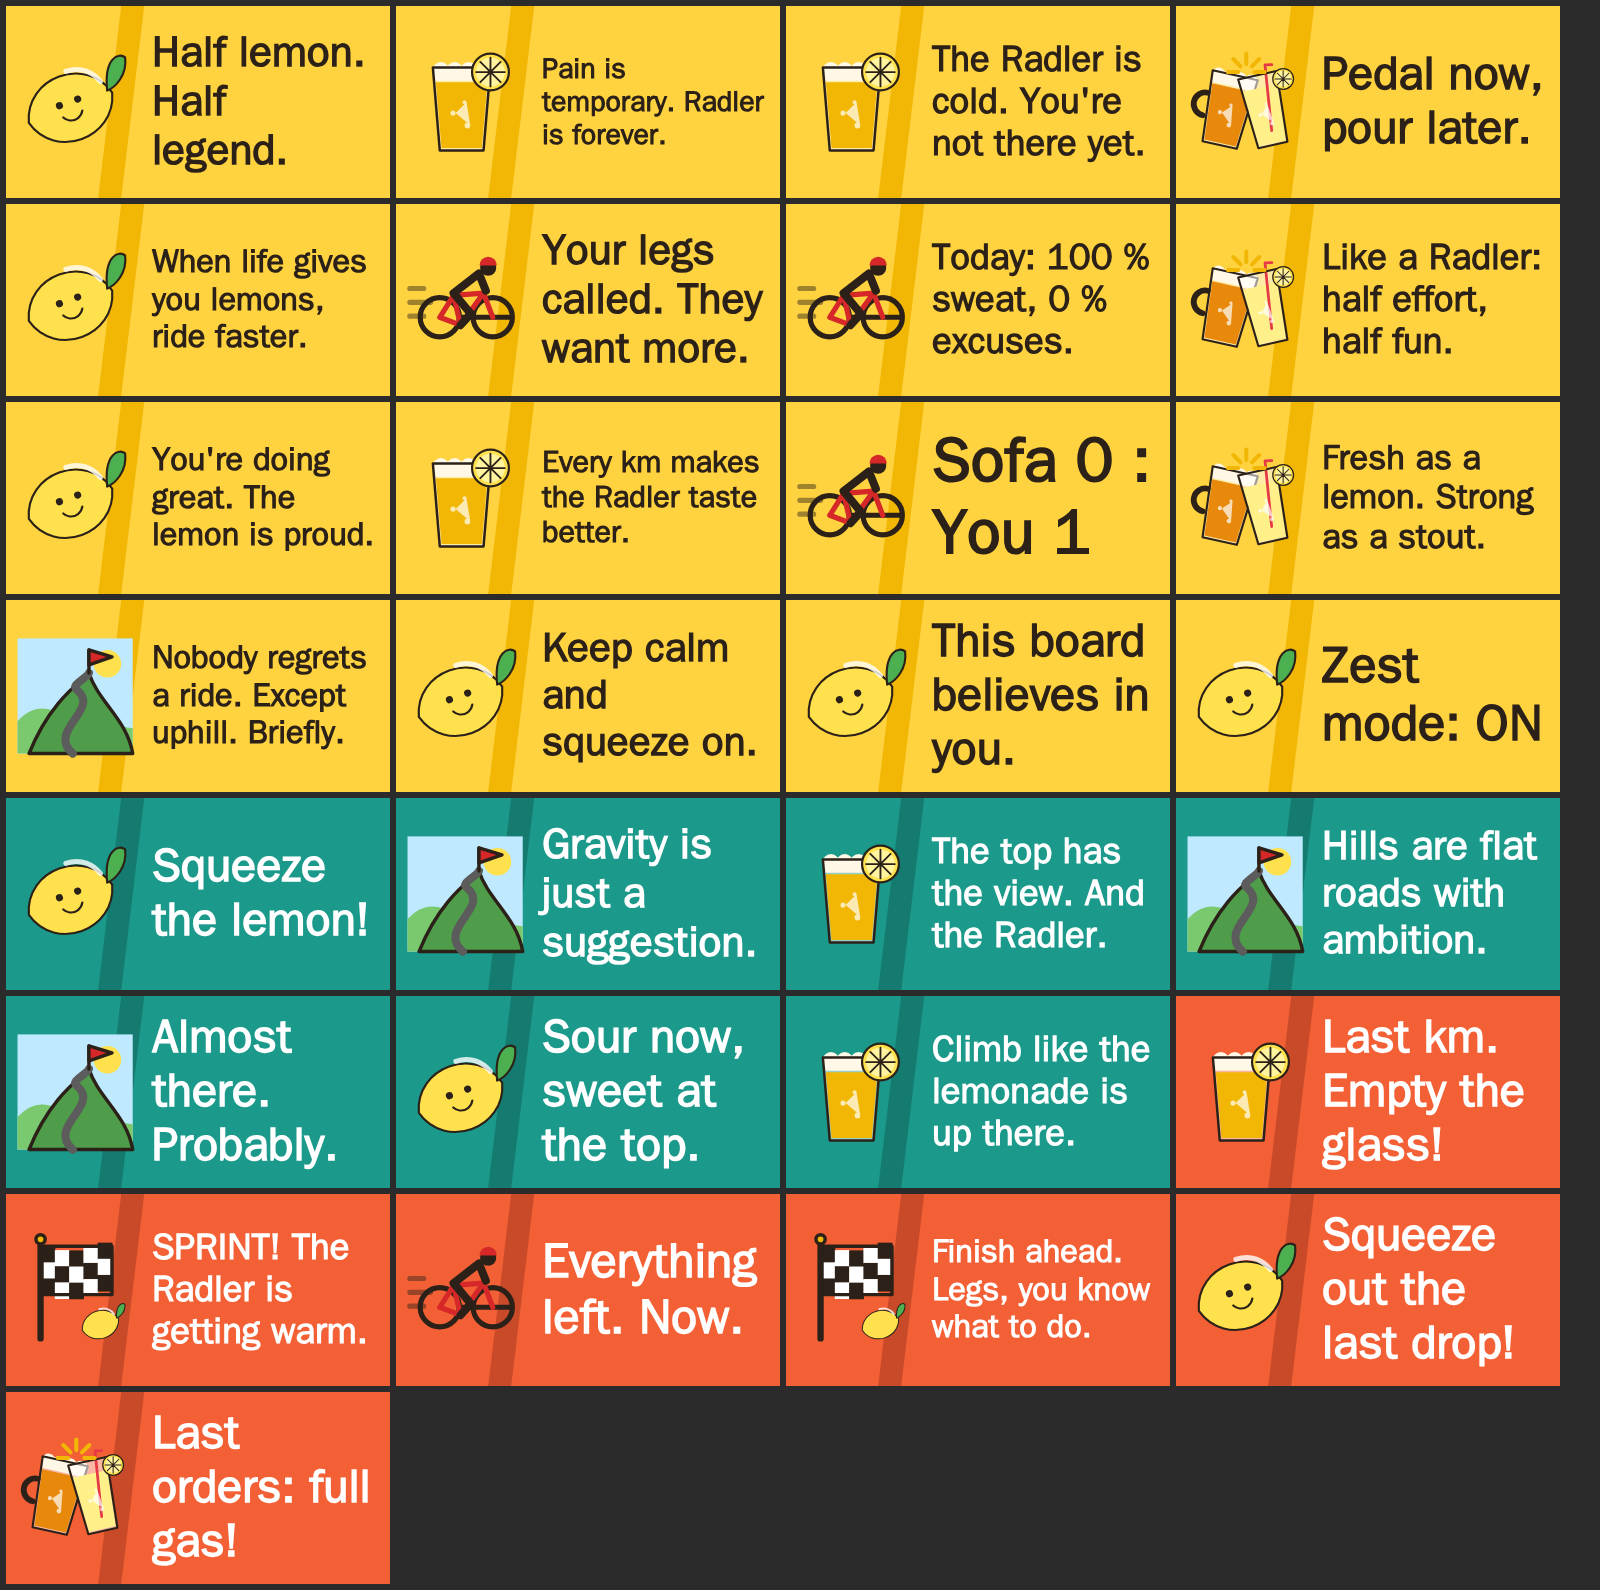 Half lemon.
Half
legend.
Pain is
temporary. Radler
is forever.
The Radler is
cold. You're
not there yet.
Pedal now,
pour later.
When life gives
you lemons,
ride faster.
Your legs
called. They
want more.
Today: 100 %
sweat, 0 %
excuses.
Like a Radler:
half effort,
half fun.
You're doing
great. The
lemon is proud.
Every km makes
the Radler taste
better.
Sofa 0 :
You 1
Fresh as a
lemon. Strong
as a stout.
Nobody regrets
a ride. Except
uphill. Briefly.
Keep calm
and
squeeze on.
This board
believes in
you.
Zest
mode: ON
Squeeze
the lemon!
Gravity is
just a
suggestion.
The top has
the view. And
the Radler.
Hills are flat
roads with
ambition.
Almost
there.
Probably.
Sour now,
sweet at
the top.
Climb like the
lemonade is
up there.
Last km.
Empty the
glass!
SPRINT! The
Radler is
getting warm.
Everything
left. Now.
Finish ahead.
Legs, you know
what to do.
Squeeze
out the
last drop!
Last
orders: full
gas!